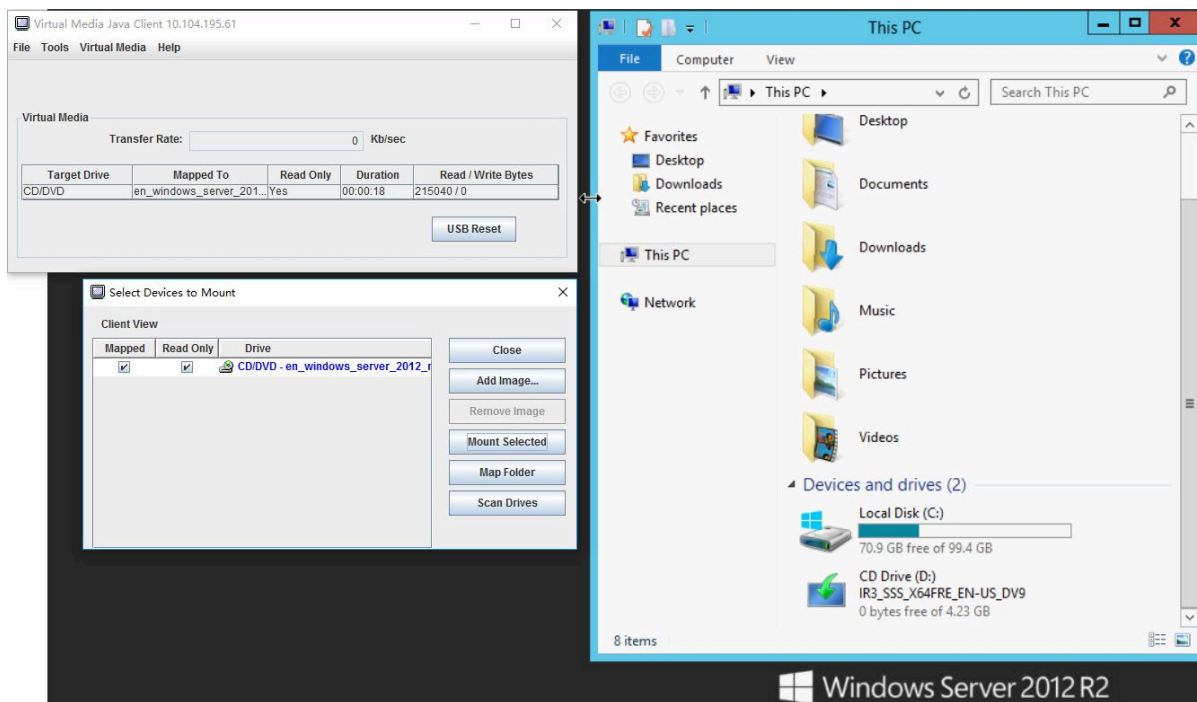 Virtual Media Java Client 10.104.195.61
File Tools Virtual Media Help
Virtual Media
Transfer Rate: 0 Kb/sec
Target Drive Mapped To Read Only Duration Read / Write Bytes
CD/DVD en_windows_server_201... Yes 00:00:18 215040 / 0
USB Reset
Select Devices to Mount
Client View
Mapped Read Only Drive
CD/DVD - en_windows_server_2012_r
Close
Add Image...
Remove Image
Mount Selected
Map Folder
Scan Drives
This PC
File Computer View
This PC Search This PC
Favorites
Desktop
Downloads
Recent places
This PC
Network
Desktop
Documents
Downloads
Music
Pictures
Videos
Devices and drives (2)
Local Disk (C:)
70.9 GB free of 99.4 GB
CD Drive (D:)
IR3_SSS_X64FRE_EN-US_DV9
0 bytes free of 4.23 GB
8 items
Windows Server 2012 R2